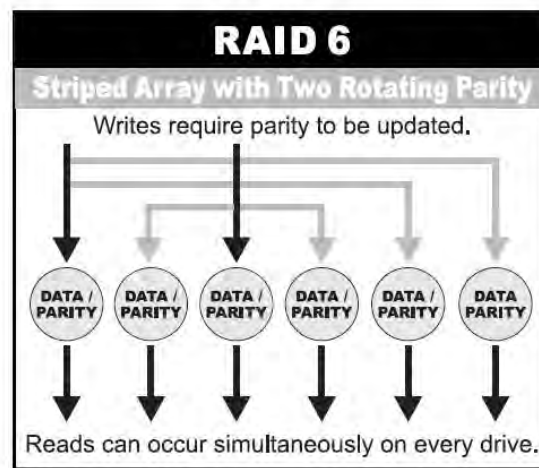 RAID 6
Striped Array with Two Rotating Parity
Writes require parity to be updated.
DATA / DATA / DATA / DATA / DATA / DATA
PARITY PARITY PARITY PARITY PARITY PARITY
Reads can occur simultaneously on every drive.